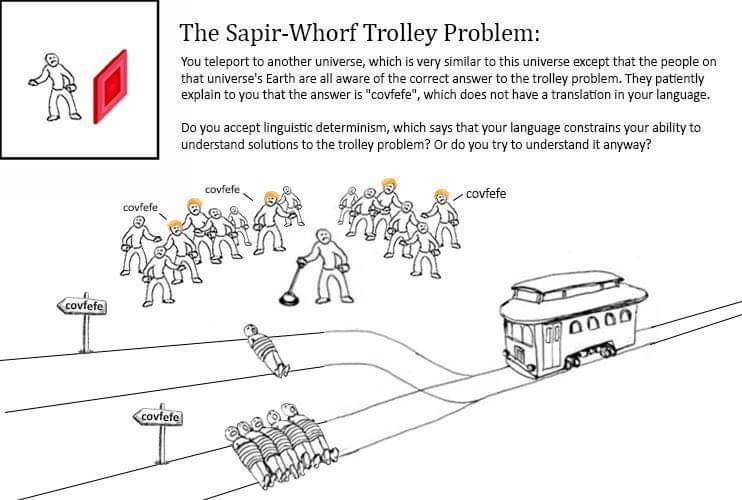 The Sapir-Whorf Trolley Problem:
You teleport to another universe, which is very similar to this universe except that the people on
that universe's Earth are all aware of the correct answer to the trolley problem. They patiently
explain to you that the answer is "covfefe", which does not have a translation in your language.
Do you accept linguistic determinism, which says that your language constrains your ability to
understand solutions to the trolley problem? Or do you try to understand it anyway?
covfefe
covfefe
covfefe
covfefe
covfefe